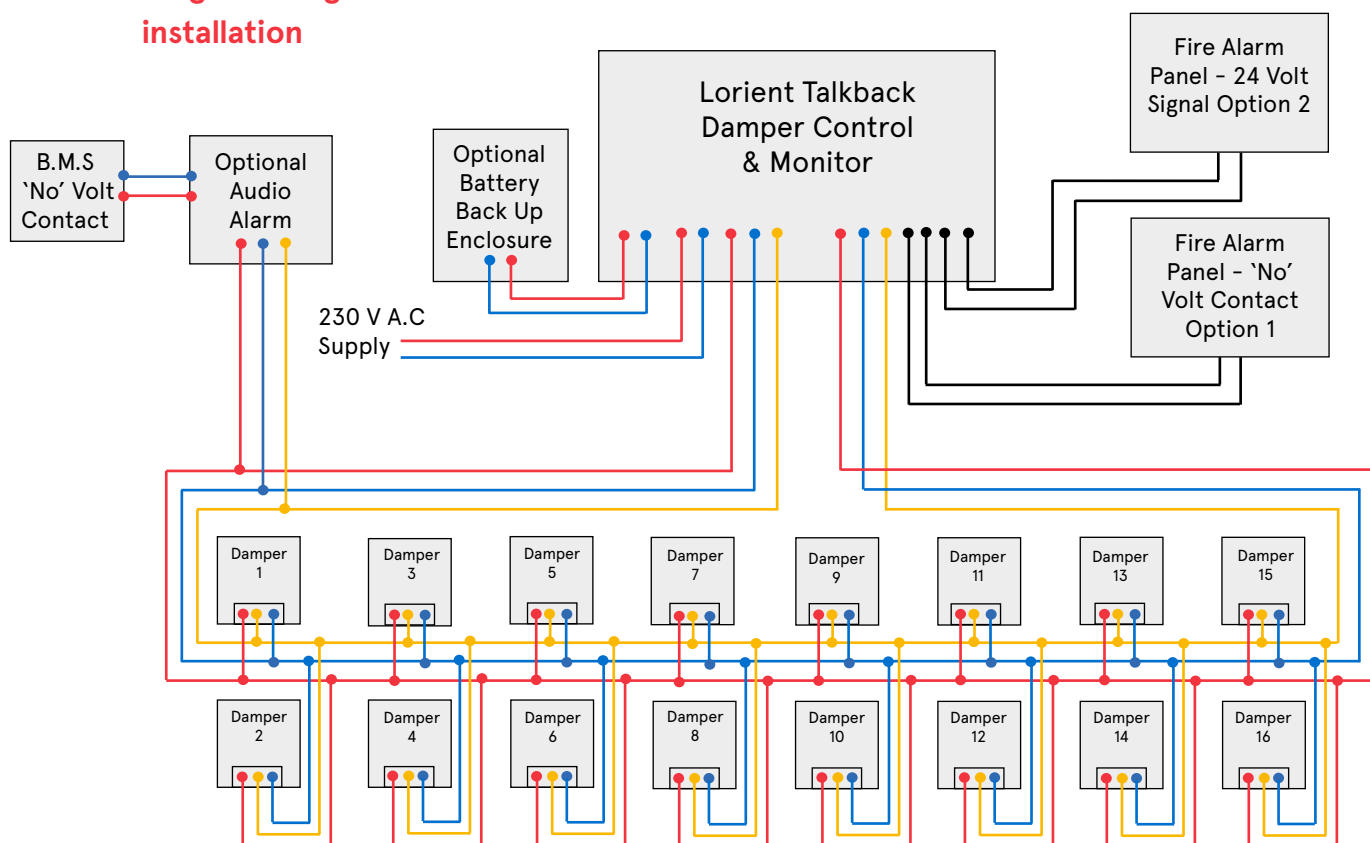 installation
B.M.S
‘No’ Volt
Contact
Optional
Audio
Alarm
Optional
Battery
Back Up
Enclosure
230 V A.C
Supply
Lorient Talkback
Damper Control
& Monitor
Fire Alarm
Panel - 24 Volt
Signal Option 2
Fire Alarm
Panel - ‘No’
Volt Contact
Option 1
Damper
1
Damper
3
Damper
5
Damper
7
Damper
9
Damper
11
Damper
13
Damper
15
Damper
2
Damper
4
Damper
6
Damper
8
Damper
10
Damper
12
Damper
14
Damper
16